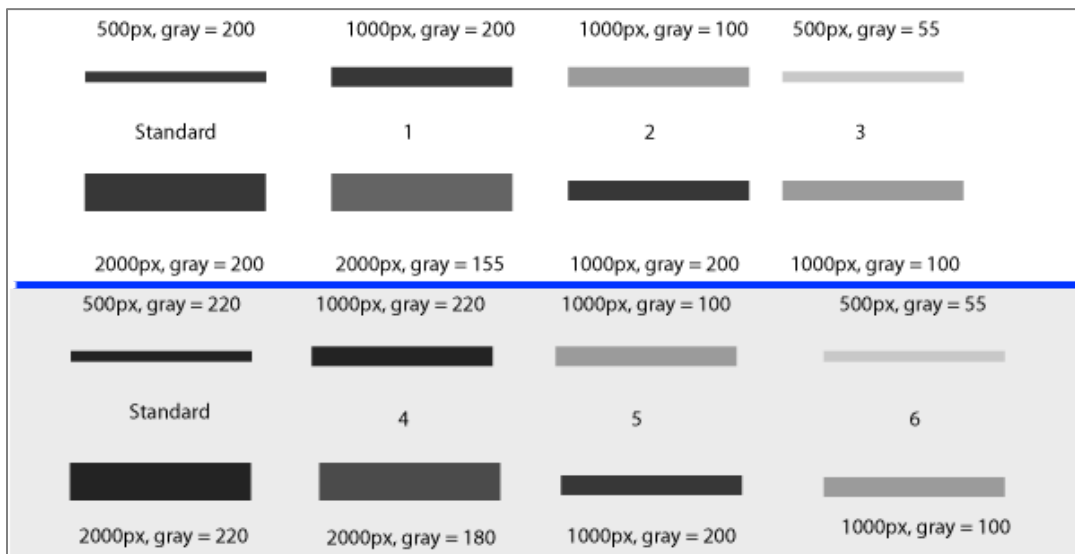 500px, gray = 200 1000px, gray = 200 1000px, gray = 100 500px, gray = 55
Standard 1 2 3
2000px, gray = 200 2000px, gray = 155 1000px, gray = 200 1000px, gray = 100
500px, gray = 220 1000px, gray = 220 1000px, gray = 100 500px, gray = 55
Standard 4 5 6
2000px, gray = 220 2000px, gray = 180 1000px, gray = 200 1000px, gray = 100